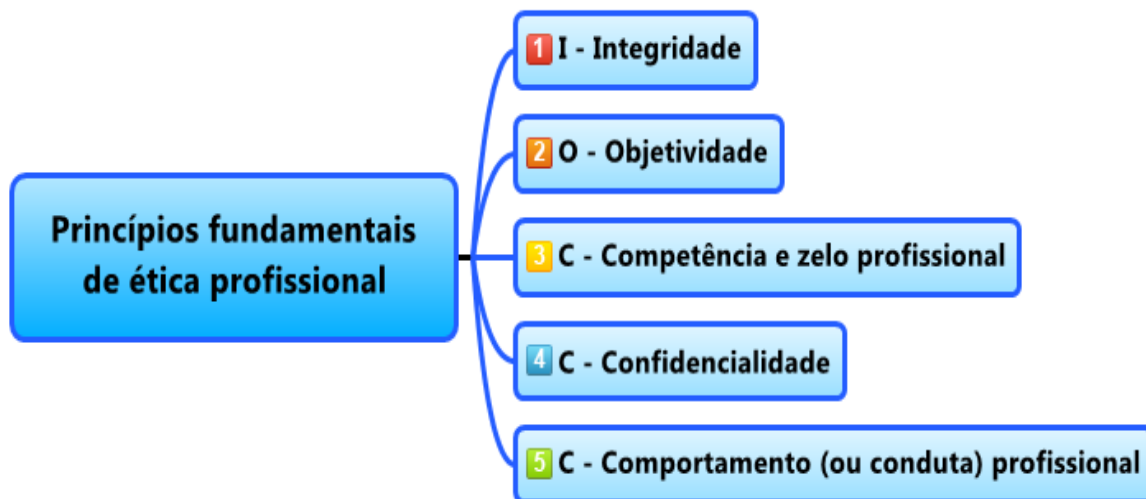 1 I - Integridade
2 O - Objetividade
Princípios fundamentais
de ética profissional
3 C - Competência e zelo profissional
4 C - Confidencialidade
5 C - Comportamento (ou conduta) profissional